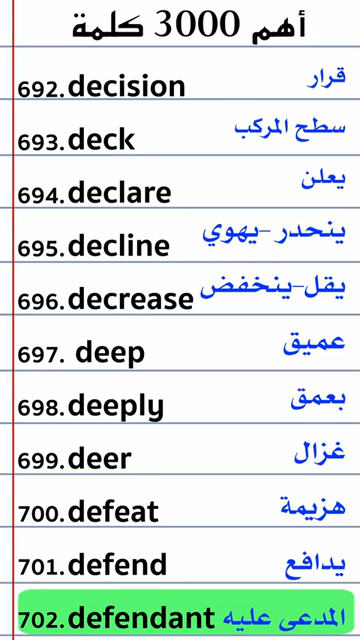 أهم 3000 كلمة
692.decision قرار
693.deck سطح المركب
694.declare يعلن
695.decline ينحدر -يهوي
696.decrease يقل-ينخفض
697. deep عميق
698.deeply بعمق
699.deer غزال
700.defeat هزيمة
701.defend يدافع
702.defendant المدعى عليه